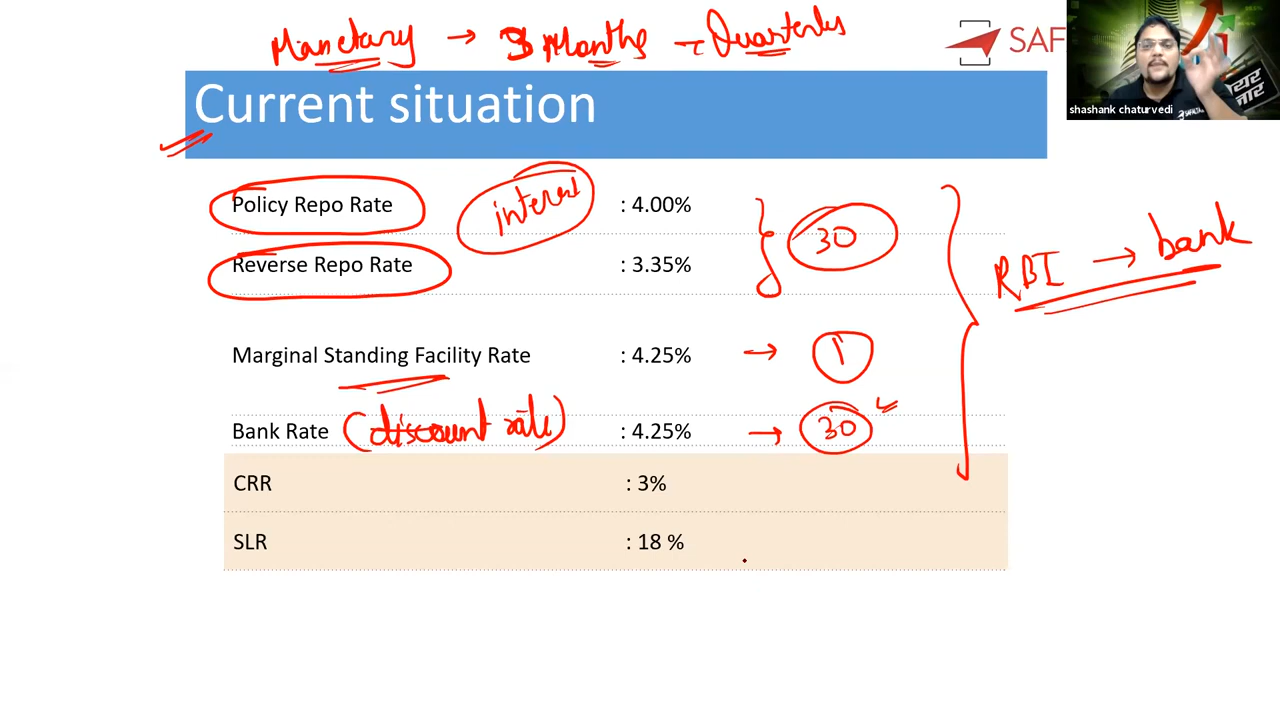 Monetary → 3 Months - Quarterly
SAF
shashank chaturvedi
Current situation
Policy Repo Rate interest : 4.00% 30
Reverse Repo Rate : 3.35%
RBI → bank
Marginal Standing Facility Rate : 4.25% → 1
Bank Rate (discount rate) : 4.25% → 30
CRR : 3%
SLR : 18 %